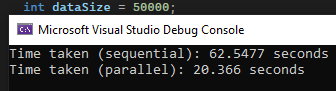 int dataSize = 50000;
Microsoft Visual Studio Debug Console
Time taken (sequential): 62.5477 seconds
Time taken (parallel): 20.366 seconds